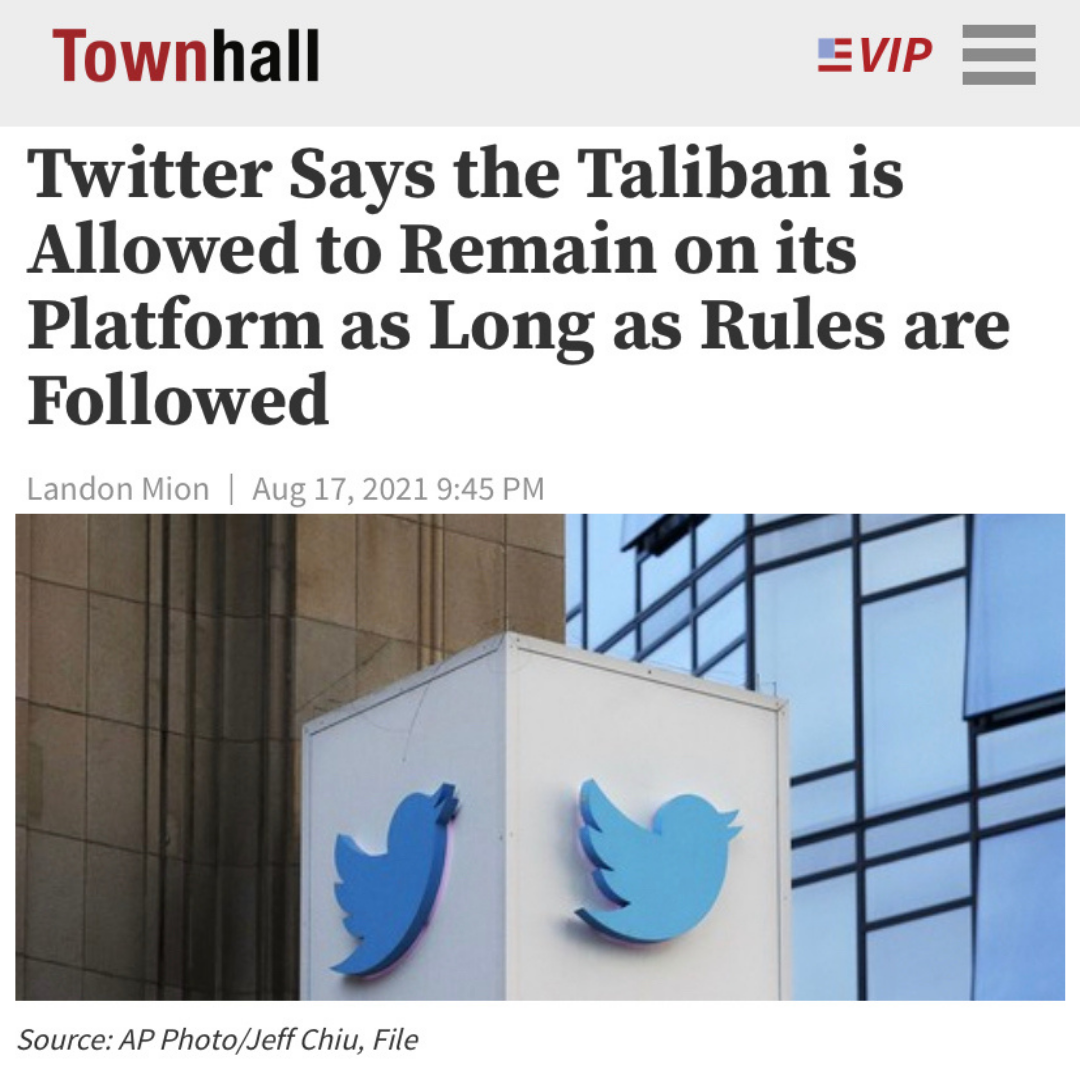 Townhall
VIP
Twitter Says the Taliban is
Allowed to Remain on its
Platform as Long as Rules are
Followed
Landon Mion | Aug 17, 2021 9:45 PM
Source: AP Photo/Jeff Chiu, File